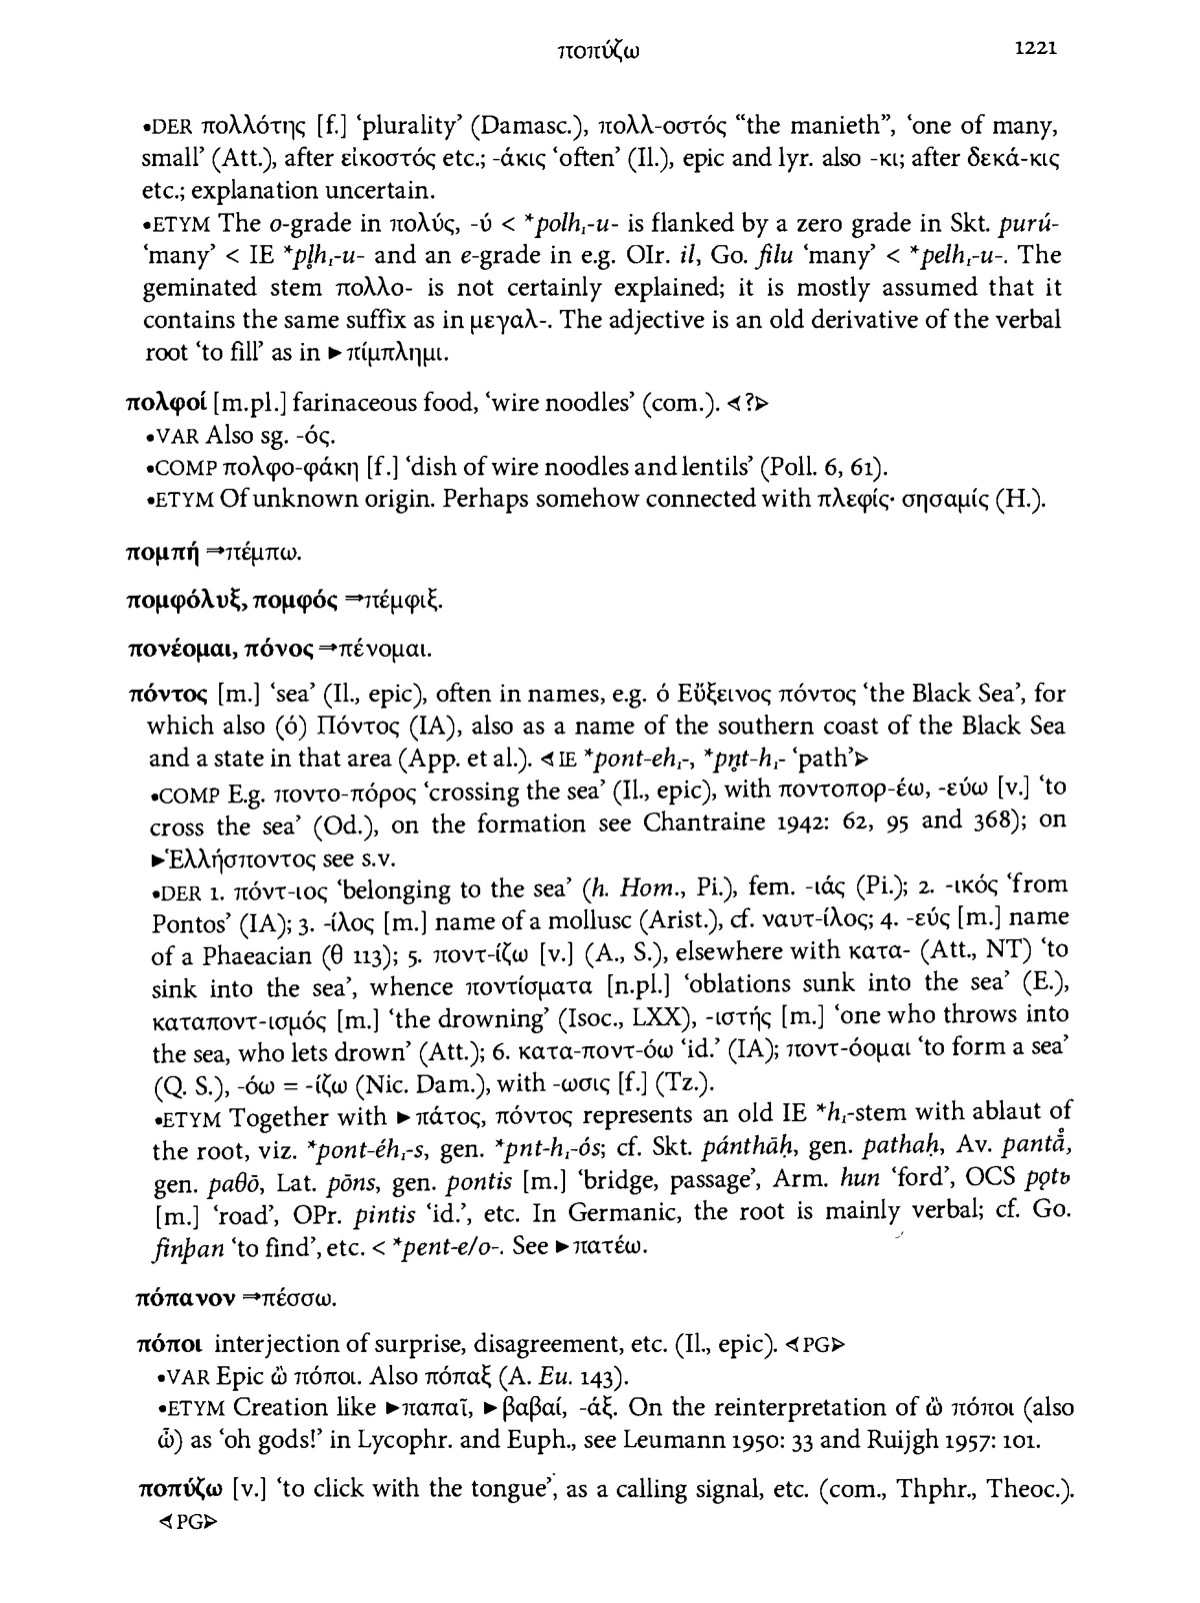 ποπύζω 1221
•DER πολλότης [f.] ‘plurality’ (Damasc.), πολλ-οστός “the manieth”, ‘one of many,
small’ (Att.), after εἰκοστός etc.; -άκις ‘often’ (Il.), epic and lyr. also -κι; after δεκά-κις
etc.; explanation uncertain.
•ETYM The o-grade in πολύς, -ύ < *polh₁-u- is flanked by a zero grade in Skt. purú-
‘many’ < IE *pl̥h₁-u- and an e-grade in e.g. OIr. il, Go. filu ‘many’ < *pelh₁-u-. The
geminated stem πολλο- is not certainly explained; it is mostly assumed that it
contains the same suffix as in μεγαλ-. The adjective is an old derivative of the verbal
root ‘to fill’ as in ►πίμπλημι.
πολφοί [m.pl.] farinaceous food, ‘wire noodles’ (com.). ⊲?⊳
•VAR Also sg. -ός.
•COMP πολφο-φάκη [f.] ‘dish of wire noodles and lentils’ (Poll. 6, 61).
•ETYM Of unknown origin. Perhaps somehow connected with πλεφίς· σησαμίς (H.).
πομπή ⇒πέμπω.
πομφόλυξ, πομφός ⇒πέμφιξ.
πονέομαι, πόνος ⇒πένομαι.
πόντος [m.] ‘sea’ (Il., epic), often in names, e.g. ὁ Εὔξεινος πόντος ‘the Black Sea’, for
which also (ὁ) Πόντος (IA), also as a name of the southern coast of the Black Sea
and a state in that area (App. et al.). ⊲IE *pont-eh₁-, *pn̥t-h₁- ‘path’⊳
•COMP E.g. ποντο-πόρος ‘crossing the sea’ (Il., epic), with ποντοπορ-έω, -εύω [v.] ‘to
cross the sea’ (Od.), on the formation see Chantraine 1942: 62, 95 and 368); on
►Ἑλλήσποντος see s.v.
•DER 1. πόντ-ιος ‘belonging to the sea’ (h. Hom., Pi.), fem. -ιάς (Pi.); 2. -ικός ‘from
Pontos’ (IA); 3. -ίλος [m.] name of a mollusc (Arist.), cf. ναυτ-ίλος; 4. -εύς [m.] name
of a Phaeacian (θ 113); 5. ποντ-ίζω [v.] (A., S.), elsewhere with κατα- (Att., NT) ‘to
sink into the sea’, whence ποντίσματα [n.pl.] ‘oblations sunk into the sea’ (E.),
καταποντ-ισμός [m.] ‘the drowning’ (Isoc., LXX), -ιστής [m.] ‘one who throws into
the sea, who lets drown’ (Att.); 6. κατα-ποντ-όω ‘id.’ (IA); ποντ-όομαι ‘to form a sea’
(Q. S.), -όω = -ίζω (Nic. Dam.), with -ωσις [f.] (Tz.).
•ETYM Together with ►πάτος, πόντος represents an old IE *h₁-stem with ablaut of
the root, viz. *pont-éh₁-s, gen. *pnt-h₁-ós; cf. Skt. pánthāḥ, gen. pathaḥ, Av. pantā̊,
gen. paθō, Lat. pōns, gen. pontis [m.] ‘bridge, passage’, Arm. hun ‘ford’, OCS pǫtь
[m.] ‘road’, OPr. pintis ‘id.’, etc. In Germanic, the root is mainly verbal; cf. Go.
finþan ‘to find’, etc. < *pent-e/o-. See ►πατέω.
πόπανον ⇒πέσσω.
πόποι interjection of surprise, disagreement, etc. (Il., epic). ⊲PG⊳
•VAR Epic ὢ πόποι. Also πόπαξ (A. Eu. 143).
•ETYM Creation like ►παπαῖ, ►βαβαί, -άξ. On the reinterpretation of ὢ πόποι (also
ὦ) as ‘oh gods!’ in Lycophr. and Euph., see Leumann 1950: 33 and Ruijgh 1957: 101.
ποπύζω [v.] ‘to click with the tongue’, as a calling signal, etc. (com., Thphr., Theoc.).
⊲PG⊳